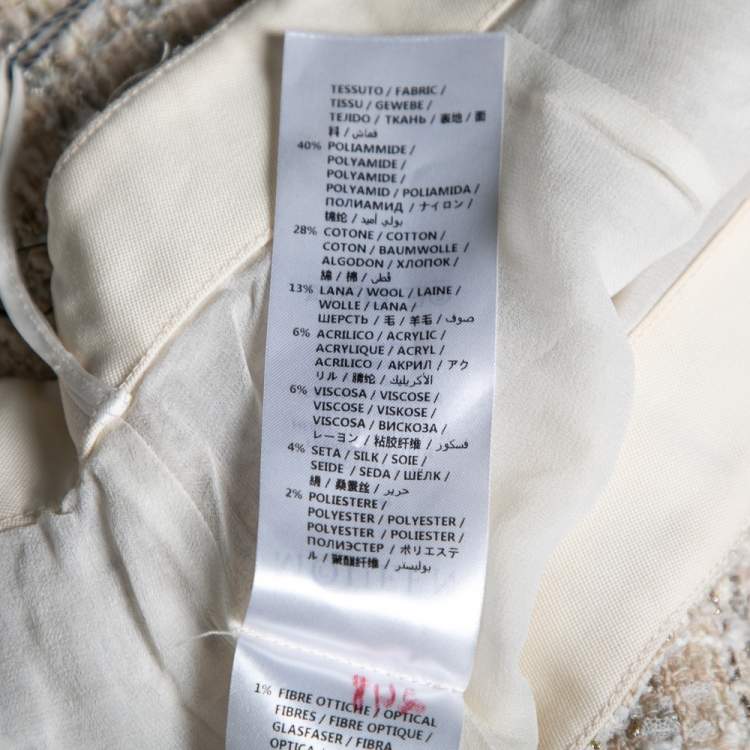 TESSUTO / FABRIC /
TISSU / GEWEBE /
TEJIDO / ТКАНЬ / 表地 / 面
料 / قماش
40% POLIAMMIDE /
POLYAMIDE /
POLYAMIDE /
POLYAMID / POLIAMIDA /
ПОЛИАМИД / ナイロン /
锦纶 / بولي أميد
28% COTONE / COTTON /
COTON / BAUMWOLLE /
ALGODON / ХЛОПОК /
綿 / 棉 / قطن
13% LANA / WOOL / LAINE /
WOLLE / LANA /
ШЕРСТЬ / 毛 / 羊毛 / صوف
6% ACRILICO / ACRYLIC /
ACRYLIQUE / ACRYL /
ACRILICO / АКРИЛ / アク
リル / 腈纶 / الأكريليك
6% VISCOSA / VISCOSE /
VISCOSE / VISKOSE /
VISCOSA / ВИСКОЗА /
レーヨン / 粘胶纤维 / فسكوز
4% SETA / SILK / SOIE /
SEIDE / SEDA / ШЁЛК /
絹 / 桑蚕丝 / حرير
2% POLIESTERE /
POLYESTER / POLYESTER /
POLYESTER / POLIESTER /
ПОЛИЭСТЕР / ポリエステ
ル / 聚酯纤维 / بوليستر
1% FIBRE OTTICHE / OPTICAL
FIBRES / FIBRE OPTIQUE /
GLASFASER / FIBRA